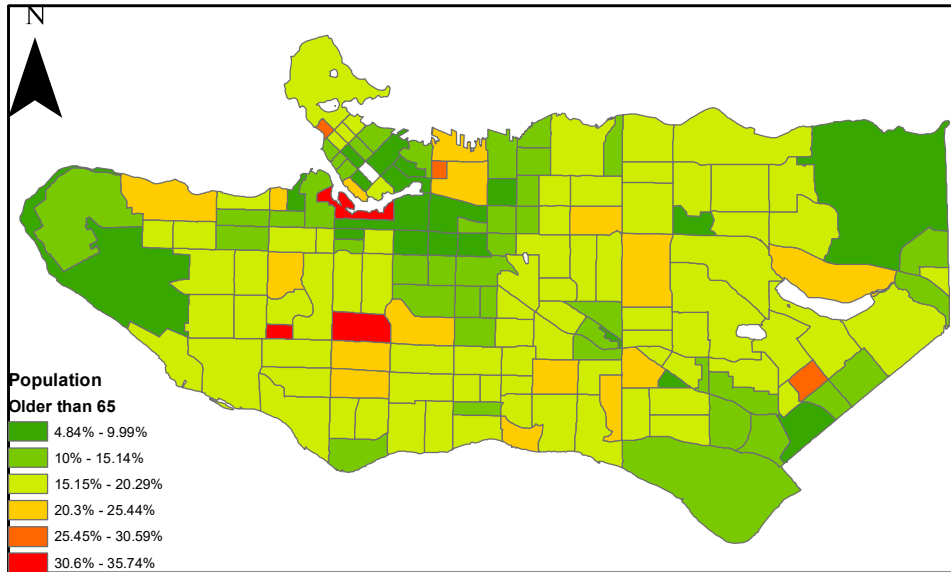 N
Population
Older than 65
4.84% - 9.99%
10% - 15.14%
15.15% - 20.29%
20.3% - 25.44%
25.45% - 30.59%
30.6% - 35.74%